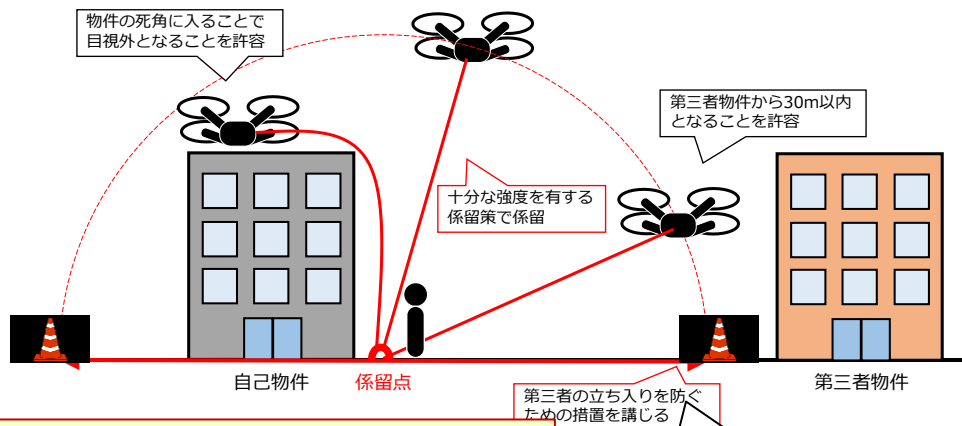 物件の死角に入ることで
目視外となることを許容
第三者物件から30m以内
となることを許容
十分な強度を有する
係留策で係留
自己物件
係留点
第三者物件
第三者の立ち入りを防ぐ
ための措置を講じる